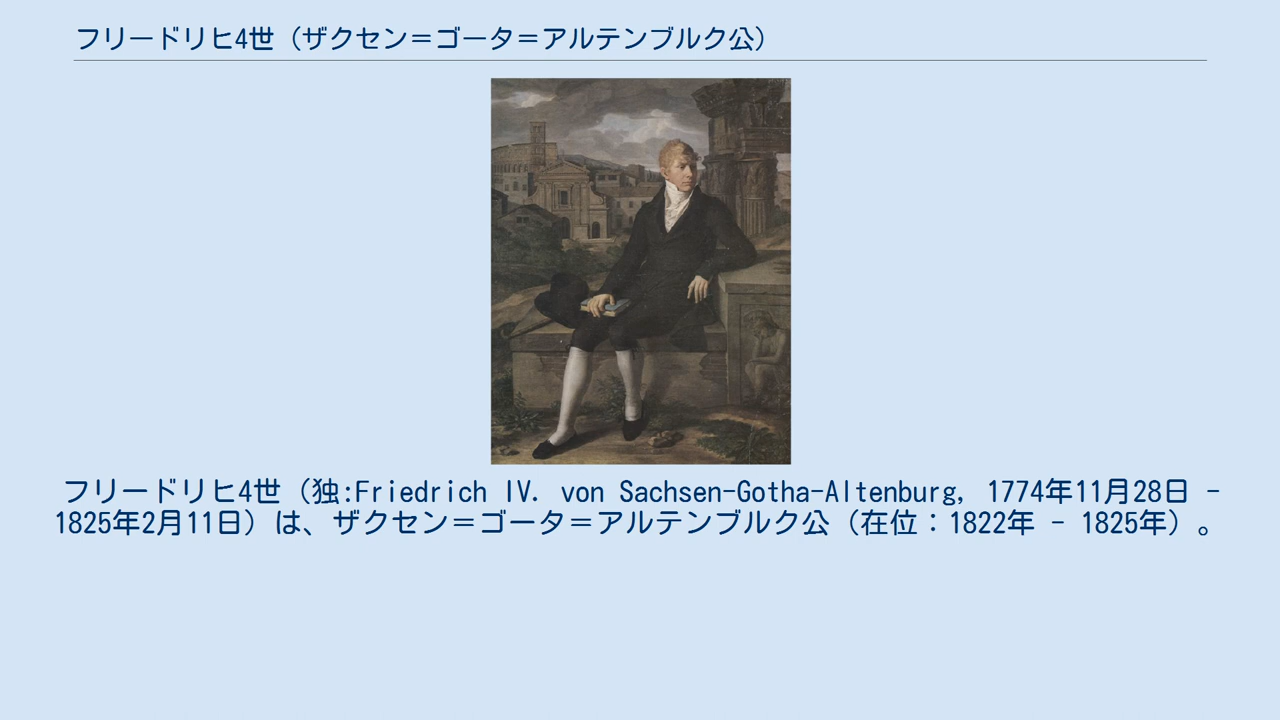 フリードリヒ4世（ザクセン＝ゴータ＝アルテンブルク公）
フリードリヒ4世（独:Friedrich IV. von Sachsen-Gotha-Altenburg, 1774年11月28日 -
1825年2月11日）は、ザクセン＝ゴータ＝アルテンブルク公（在位：1822年 - 1825年）。